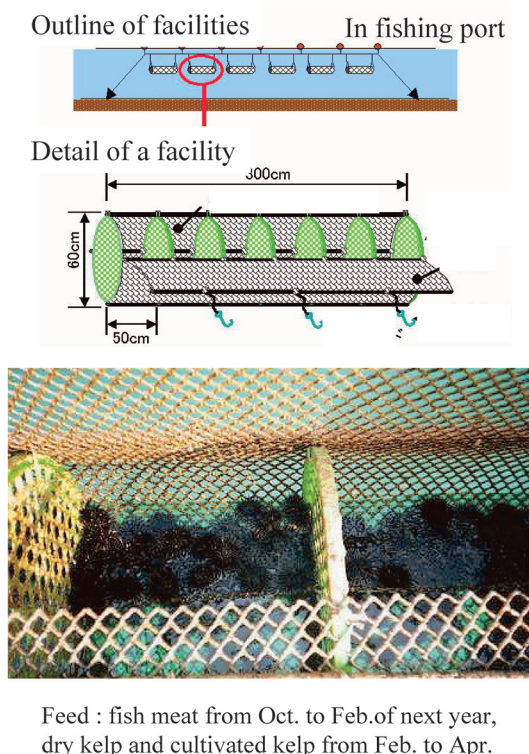 Outline of facilities
In fishing port
Detail of a facility
300cm
60cm
50cm
Feed : fish meat from Oct. to Feb.of next year,
dry kelp and cultivated kelp from Feb. to Apr.